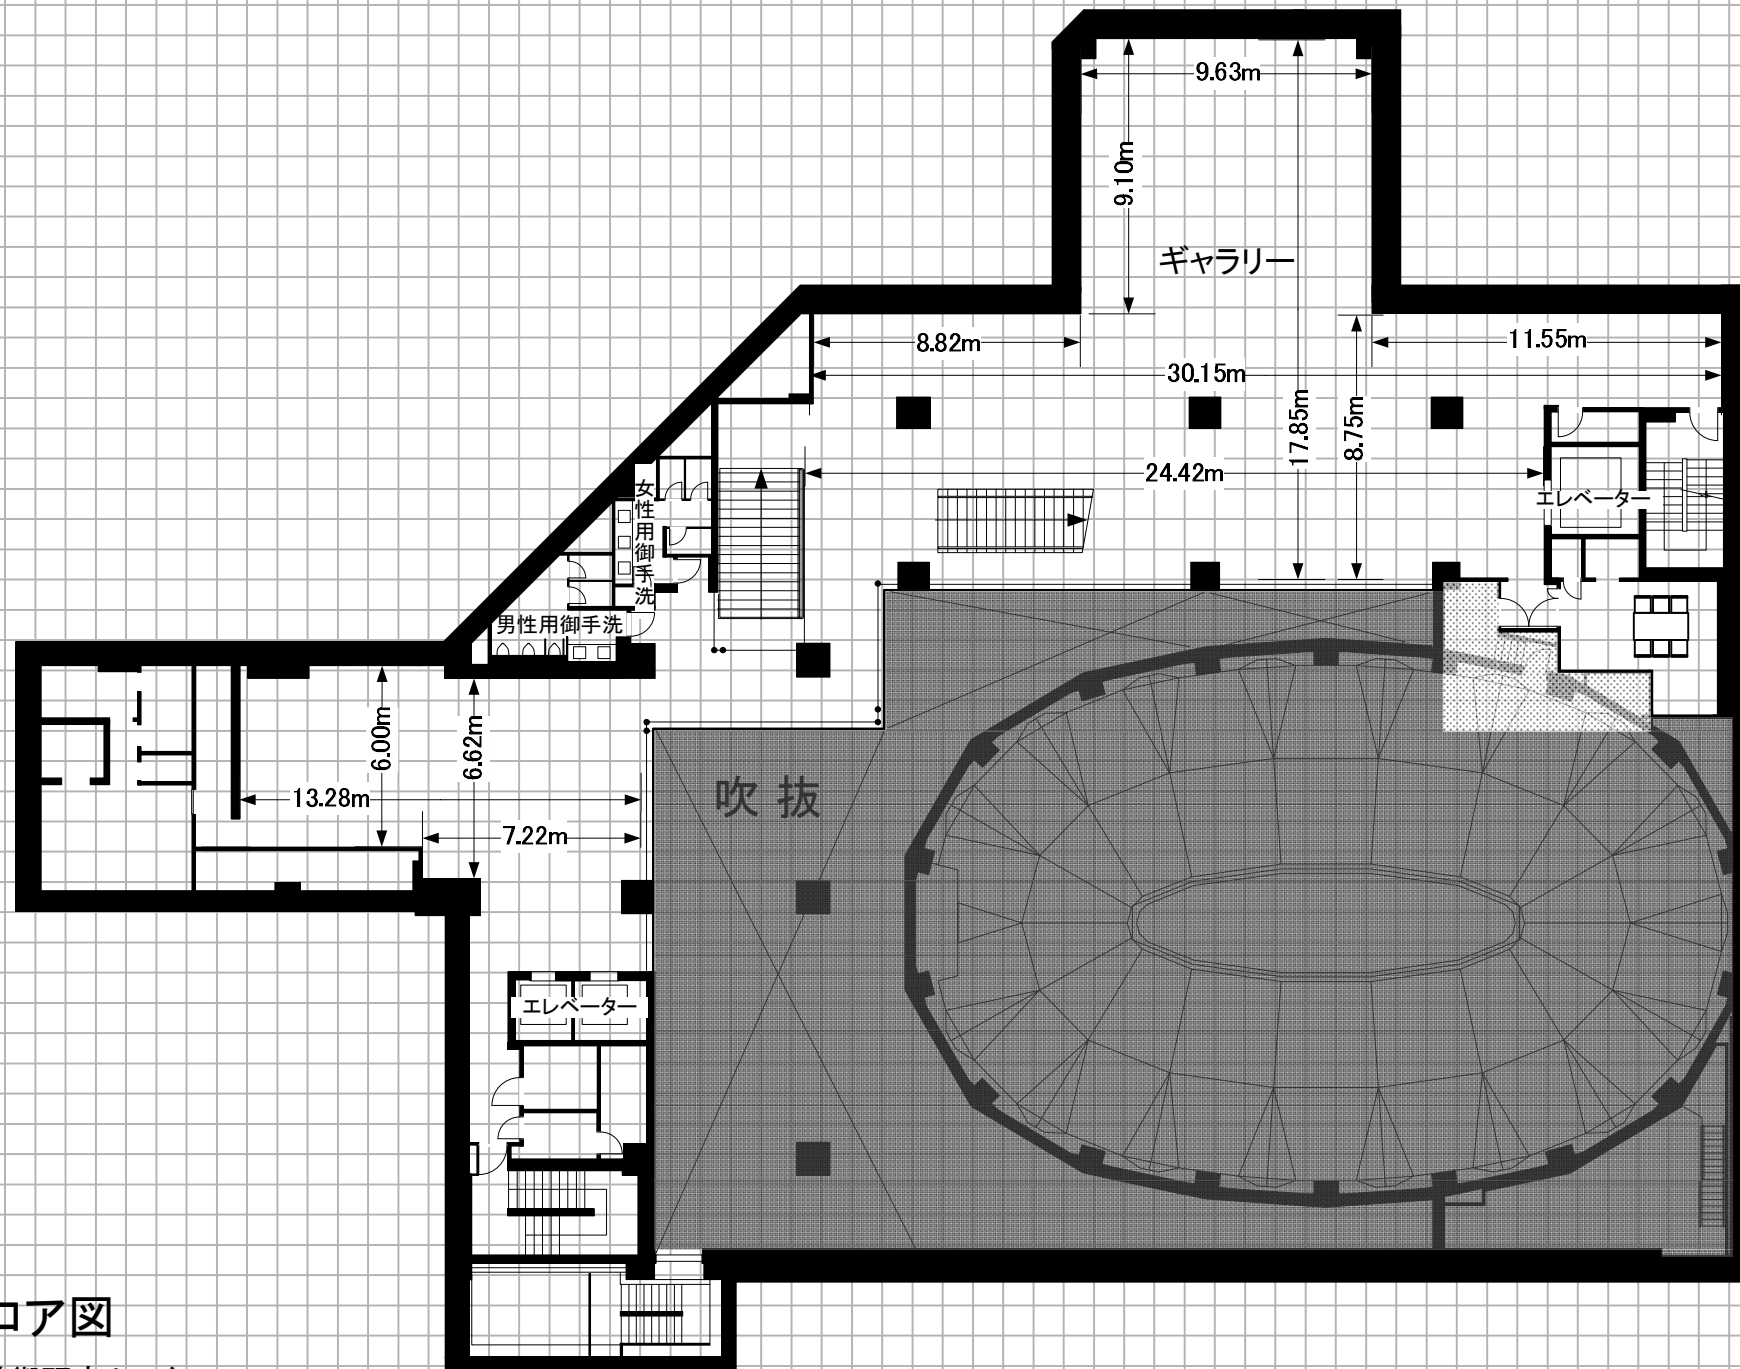 9.63m
9.10m
ギャラリー
8.82m
11.55m
30.15m
17.85m
8.75m
24.42m
エレベーター
女性用御手洗
男性用御手洗
6.00m
6.62m
13.28m
7.22m
吹 抜
エレベーター
ロア図